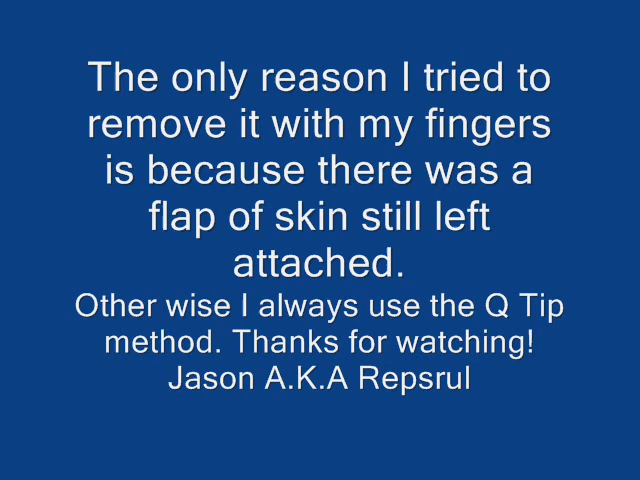 The only reason I tried to
remove it with my fingers
is because there was a
flap of skin still left
attached.
Other wise I always use the Q Tip
method. Thanks for watching!
Jason A.K.A Repsrul